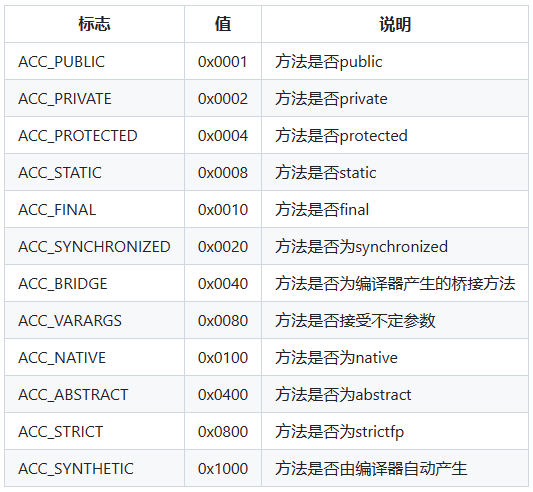 标志 值 说明
ACC_PUBLIC 0x0001 方法是否public
ACC_PRIVATE 0x0002 方法是否private
ACC_PROTECTED 0x0004 方法是否protected
ACC_STATIC 0x0008 方法是否static
ACC_FINAL 0x0010 方法是否final
ACC_SYNCHRONIZED 0x0020 方法是否为synchronized
ACC_BRIDGE 0x0040 方法是否为编译器产生的桥接方法
ACC_VARARGS 0x0080 方法是否接受不定参数
ACC_NATIVE 0x0100 方法是否为native
ACC_ABSTRACT 0x0400 方法是否为abstract
ACC_STRICT 0x0800 方法是否为strictfp
ACC_SYNTHETIC 0x1000 方法是否由编译器自动产生